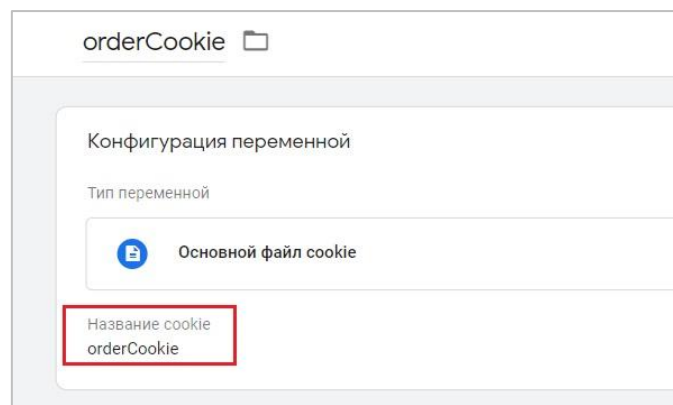 orderCookie
Конфигурация переменной
Тип переменной
Основной файл cookie
Название cookie
orderCookie